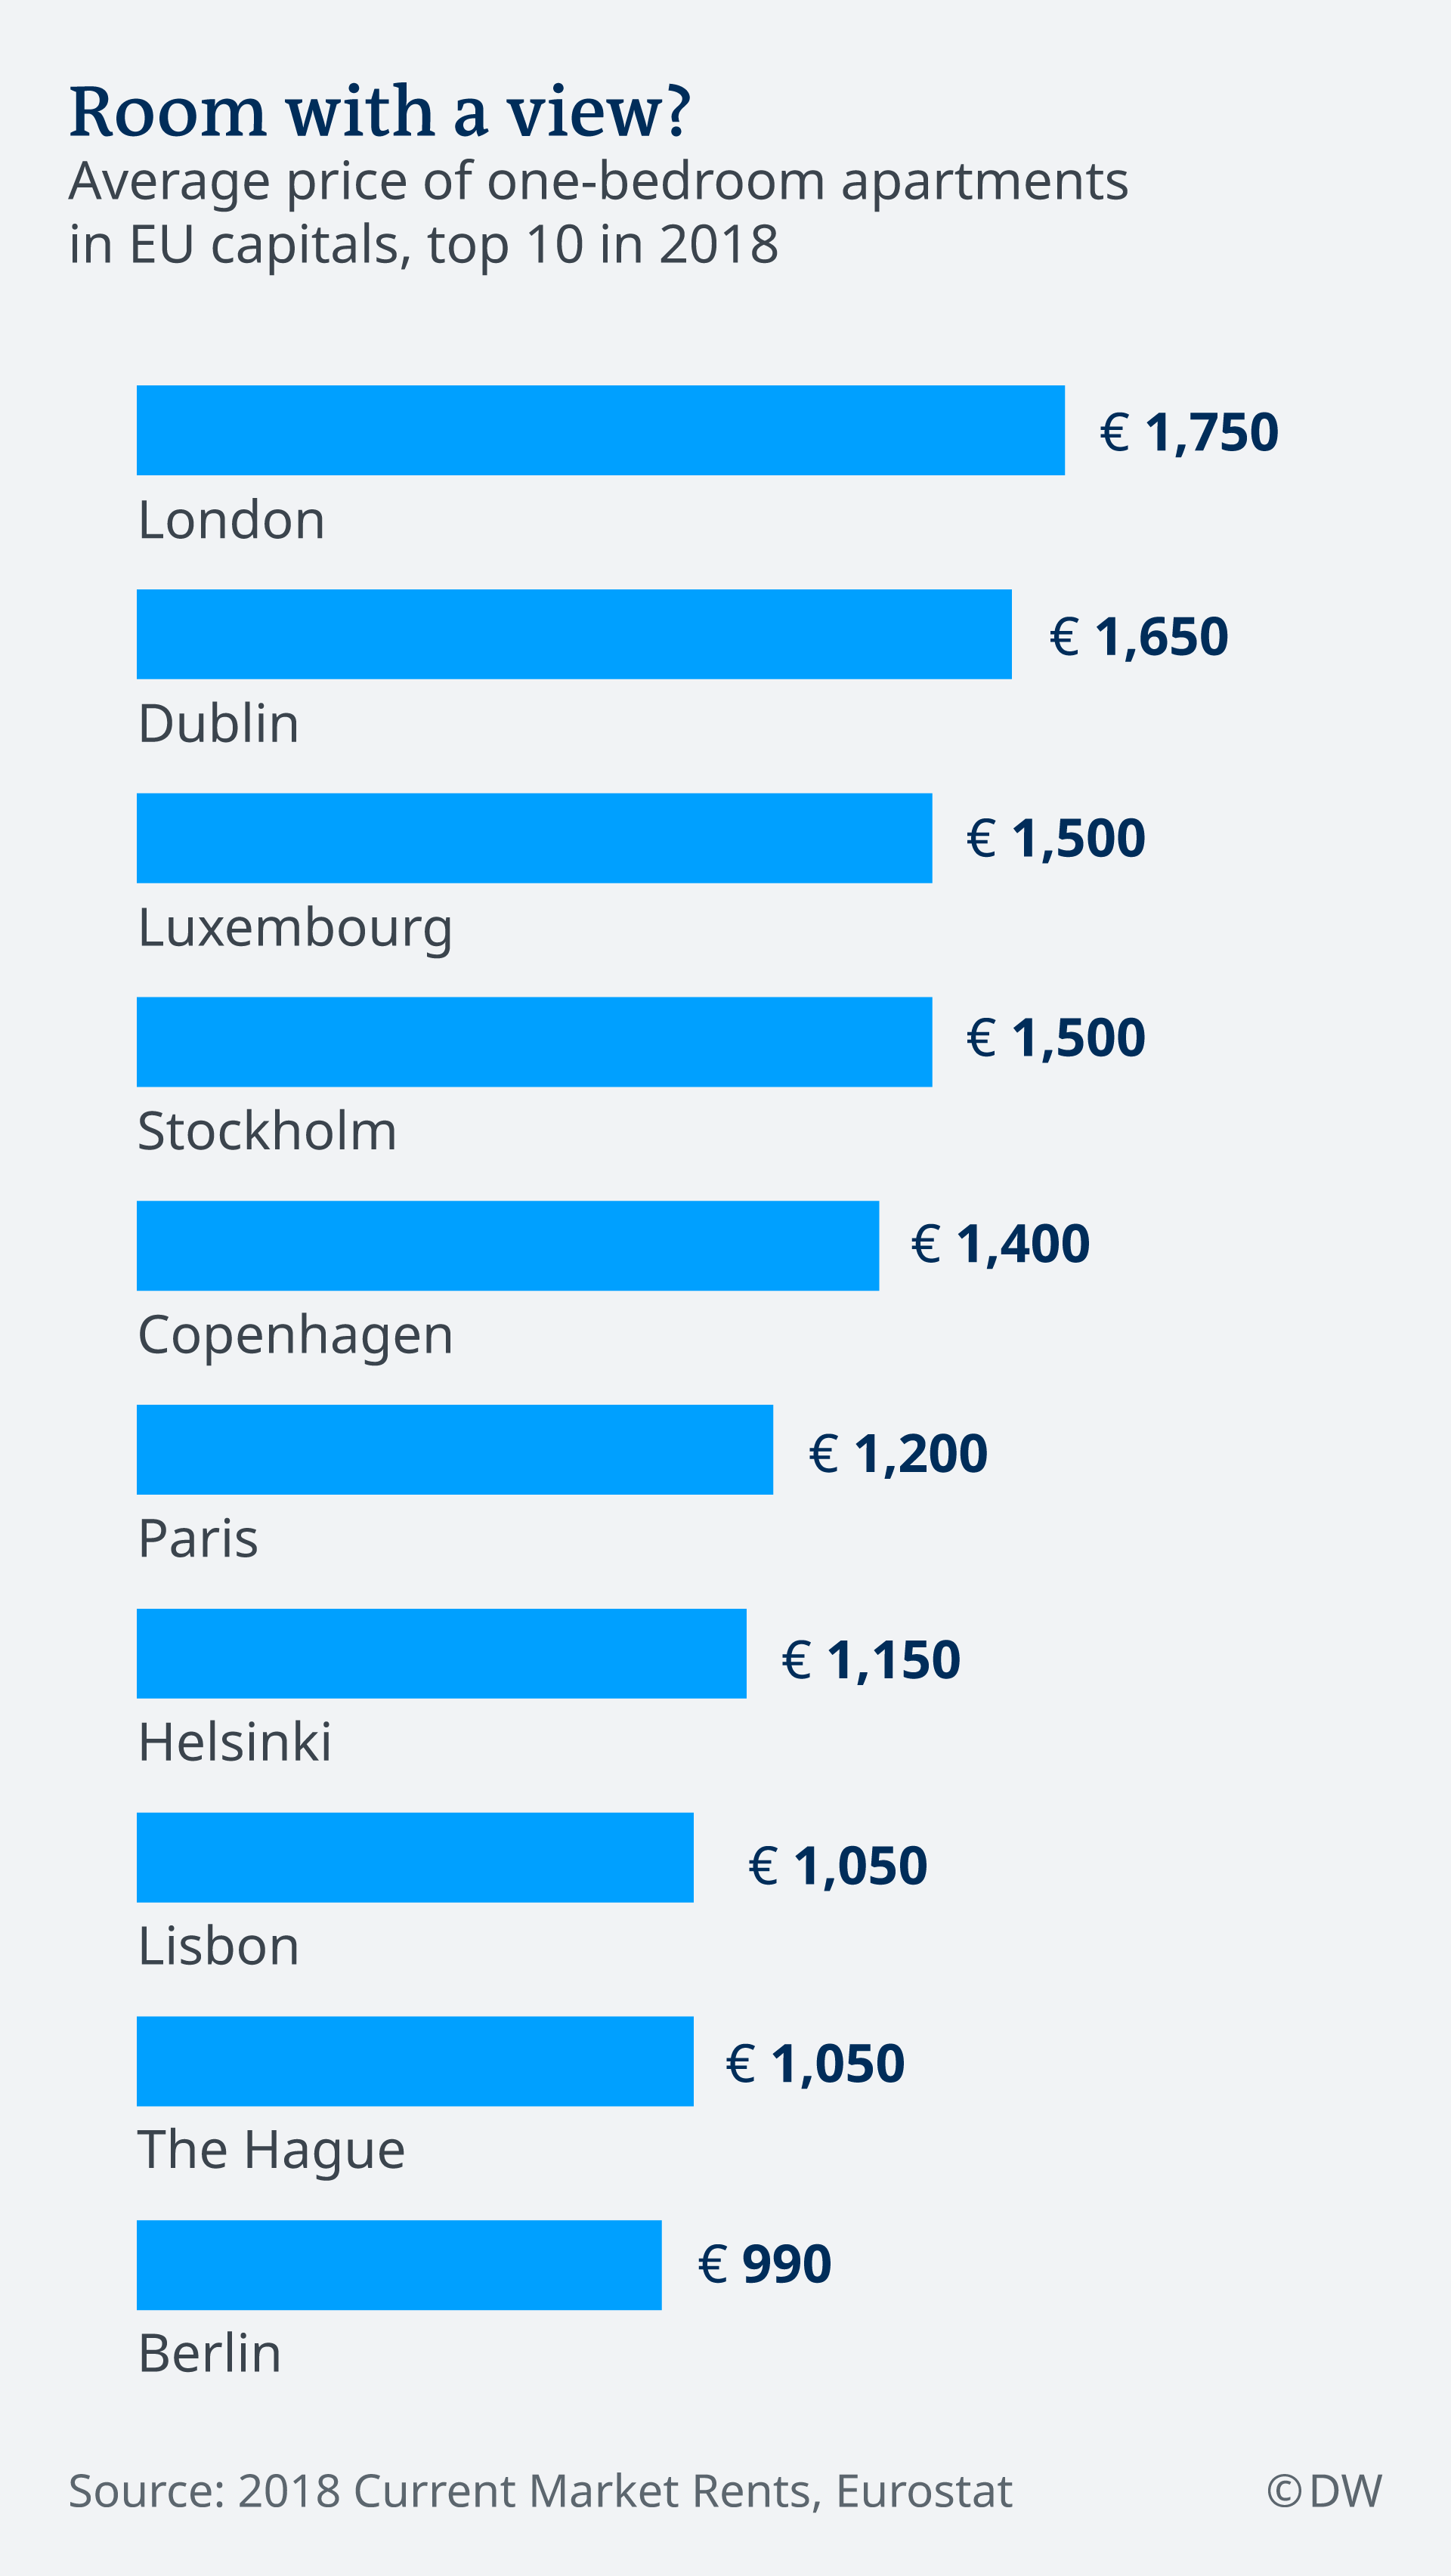 Room with a view?
Average price of one-bedroom apartments
in EU capitals, top 10 in 2018
€ 1,750
London
€ 1,650
Dublin
€ 1,500
Luxembourg
€ 1,500
Stockholm
€ 1,400
Copenhagen
€ 1,200
Paris
€ 1,150
Helsinki
€ 1,050
Lisbon
€ 1,050
The Hague
€ 990
Berlin
Source: 2018 Current Market Rents, Eurostat
© DW